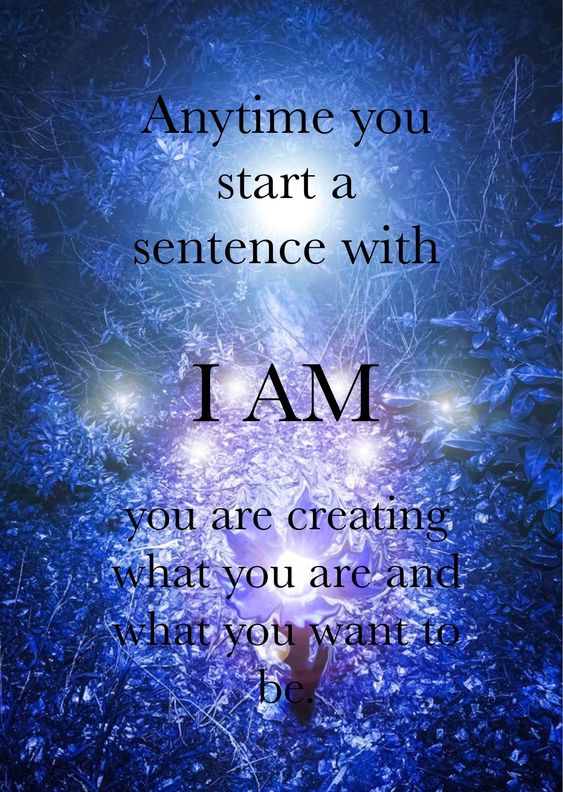 Anytime you
start a
sentence with
I AM
you are creating
what you are and
what you want to
be.